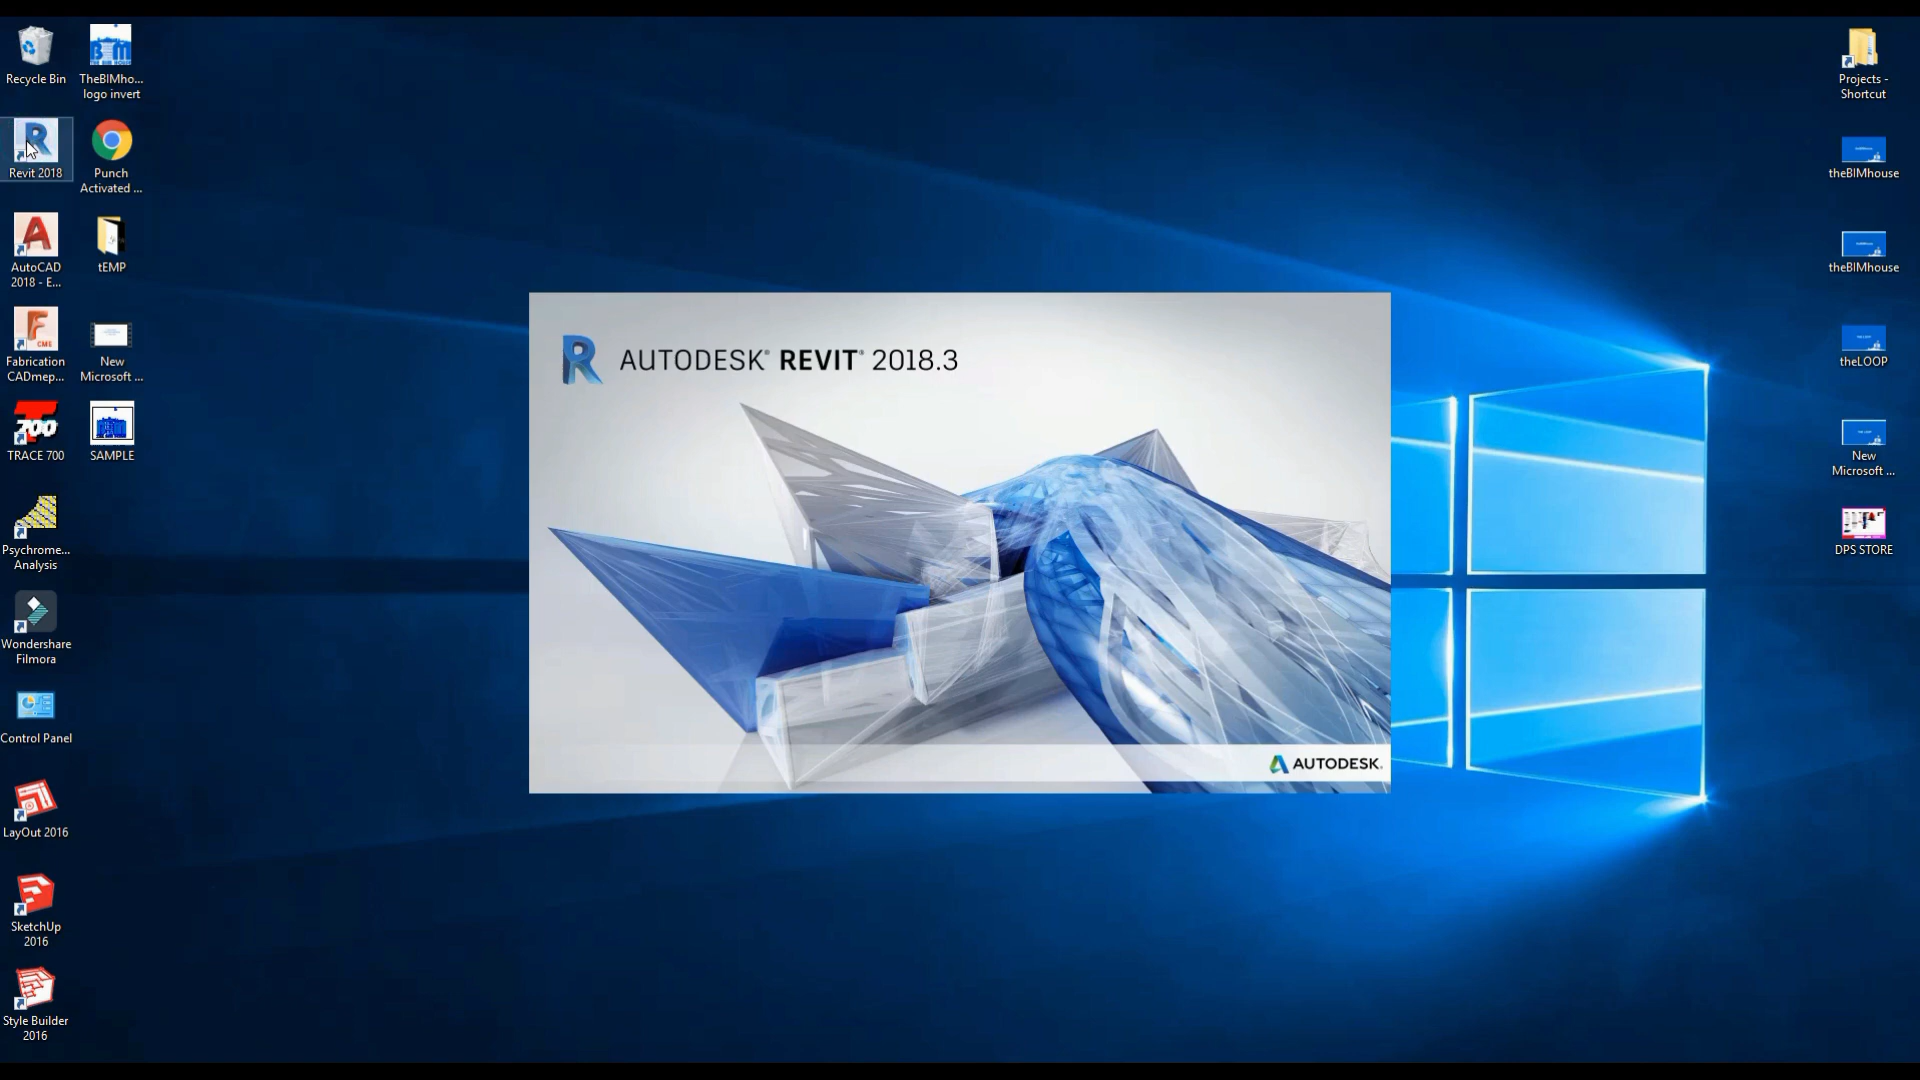 Recycle Bin
TheBIMho...
logo invert
Revit 2018
Punch
Activated ...
AutoCAD
2018 - E...
tEMP
Fabrication
CADmep...
New
Microsoft ...
TRACE 700
SAMPLE
Psychrome...
Analysis
Wondershare
Filmora
Control Panel
LayOut 2016
SketchUp
2016
Style Builder
2016
AUTODESK® REVIT® 2018.3
AUTODESK.
Projects -
Shortcut
theBIMhouse
theBIMhouse
theLOOP
New
Microsoft ...
DPS STORE